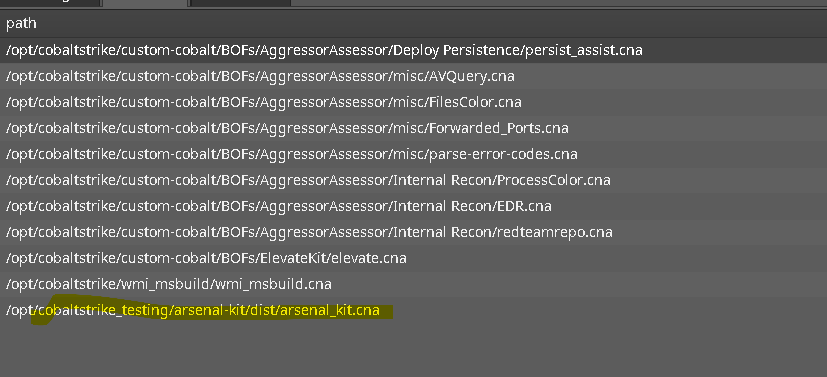 path
/opt/cobaltstrike/custom-cobalt/BOFs/AggressorAssessor/Deploy Persistence/persist_assist.cna
/opt/cobaltstrike/custom-cobalt/BOFs/AggressorAssessor/misc/AVQuery.cna
/opt/cobaltstrike/custom-cobalt/BOFs/AggressorAssessor/misc/FilesColor.cna
/opt/cobaltstrike/custom-cobalt/BOFs/AggressorAssessor/misc/Forwarded_Ports.cna
/opt/cobaltstrike/custom-cobalt/BOFs/AggressorAssessor/misc/parse-error-codes.cna
/opt/cobaltstrike/custom-cobalt/BOFs/AggressorAssessor/Internal Recon/ProcessColor.cna
/opt/cobaltstrike/custom-cobalt/BOFs/AggressorAssessor/Internal Recon/EDR.cna
/opt/cobaltstrike/custom-cobalt/BOFs/AggressorAssessor/Internal Recon/redteamrepo.cna
/opt/cobaltstrike/custom-cobalt/BOFs/ElevateKit/elevate.cna
/opt/cobaltstrike/wmi_msbuild/wmi_msbuild.cna
/opt/cobaltstrike_testing/arsenal-kit/dist/arsenal_kit.cna